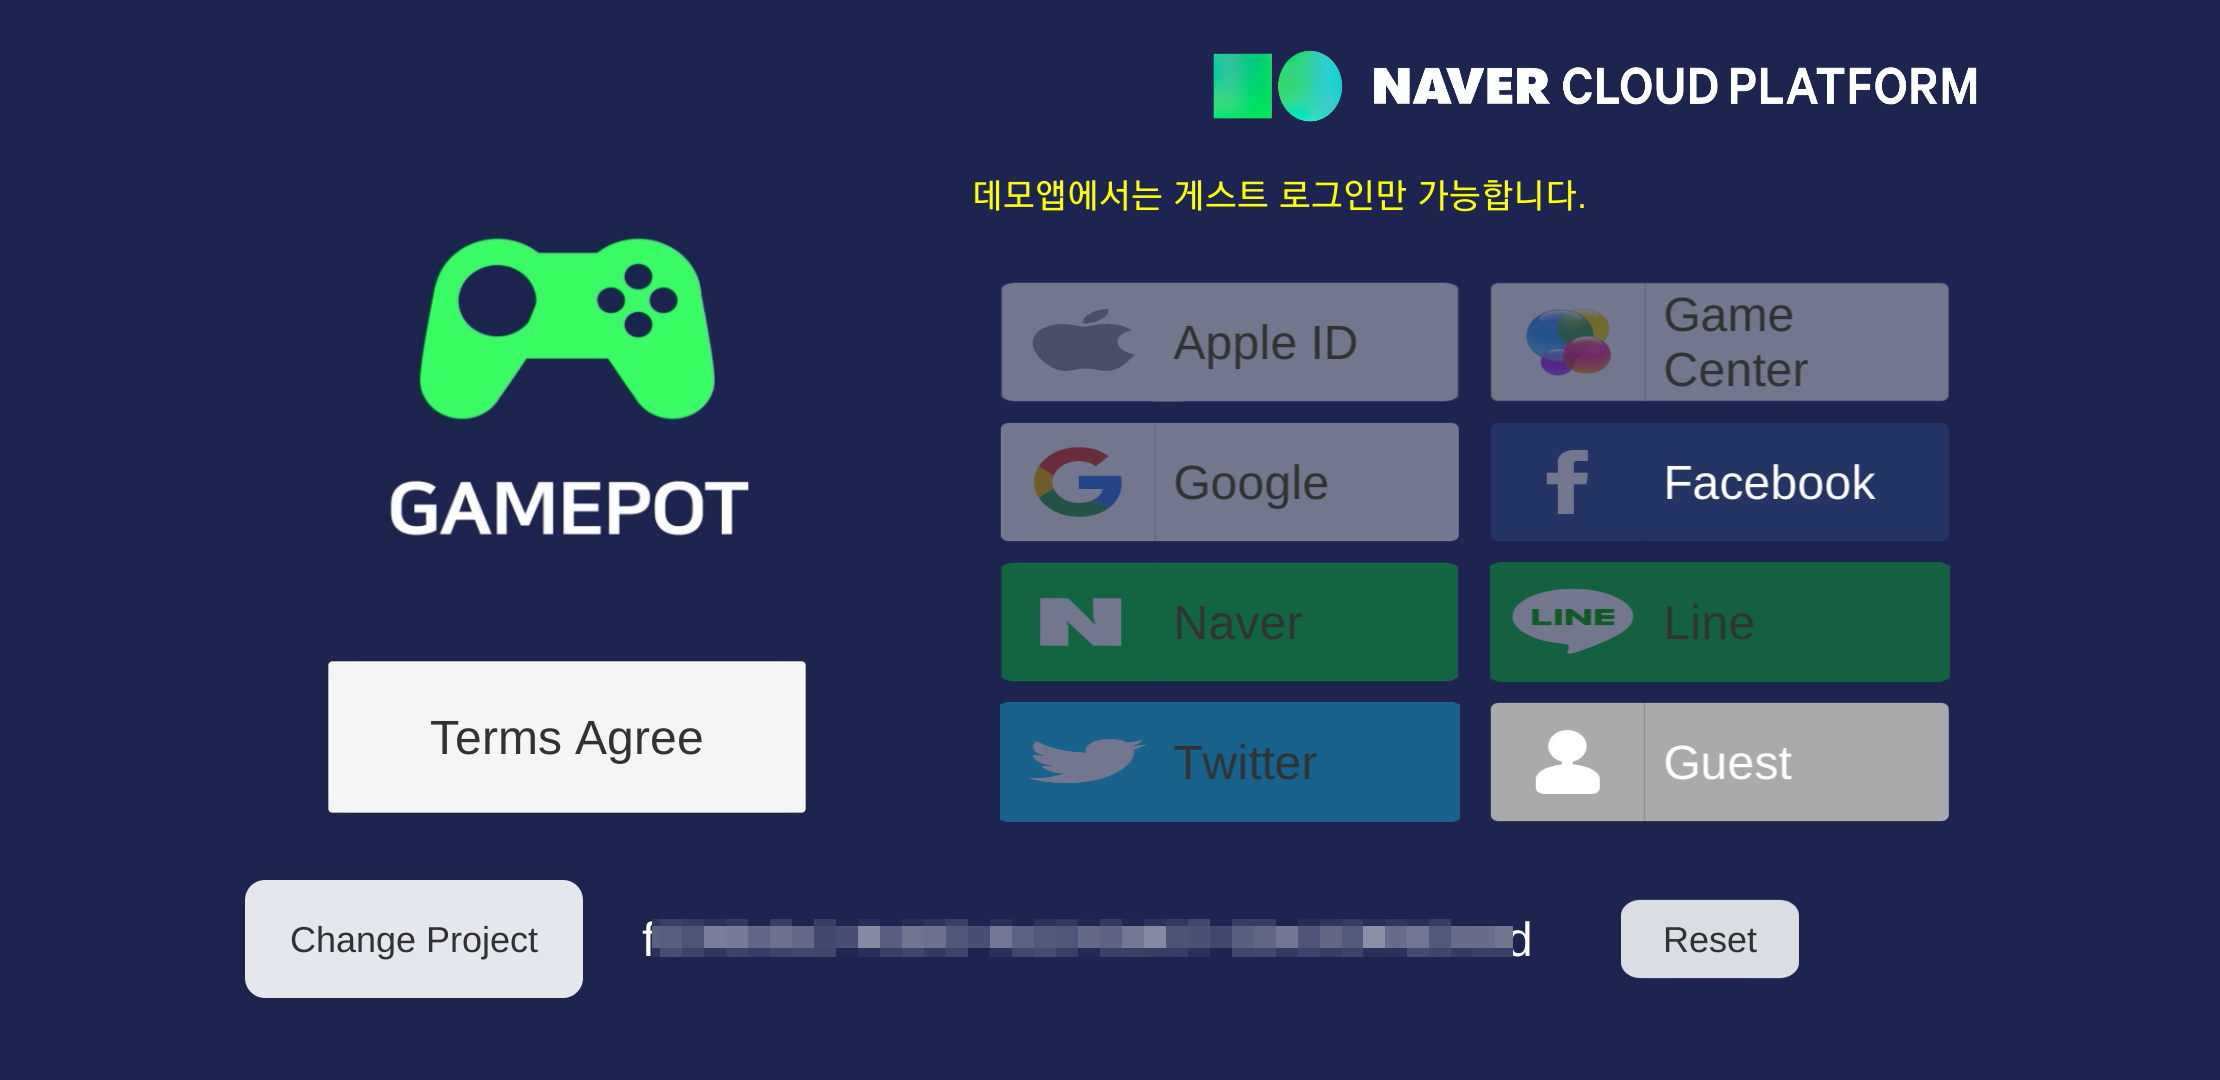 NAVER CLOUD PLATFORM
데모앱에서는 게스트 로그인만 가능합니다.
GAMEPOT
Apple ID
Game
Center
Google
Facebook
Naver
LINE Line
Twitter
Guest
Terms Agree
Change Project
Reset